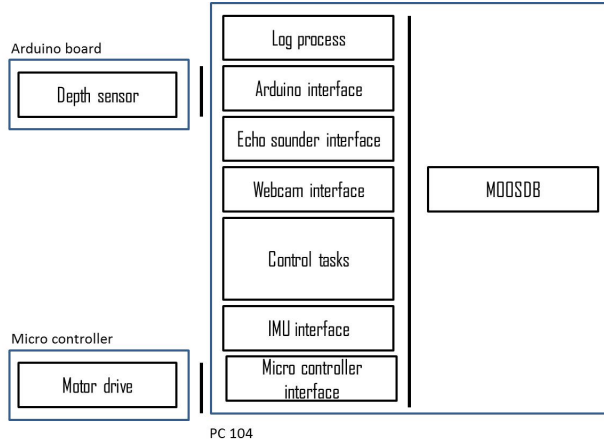 Log process
Arduino board
Depth sensor
Arduino interface
Echo sounder interface
Webcam interface
MOOSDB
Control tasks
IMU interface
Micro controller
Motor drive
Micro controller
interface
PC 104